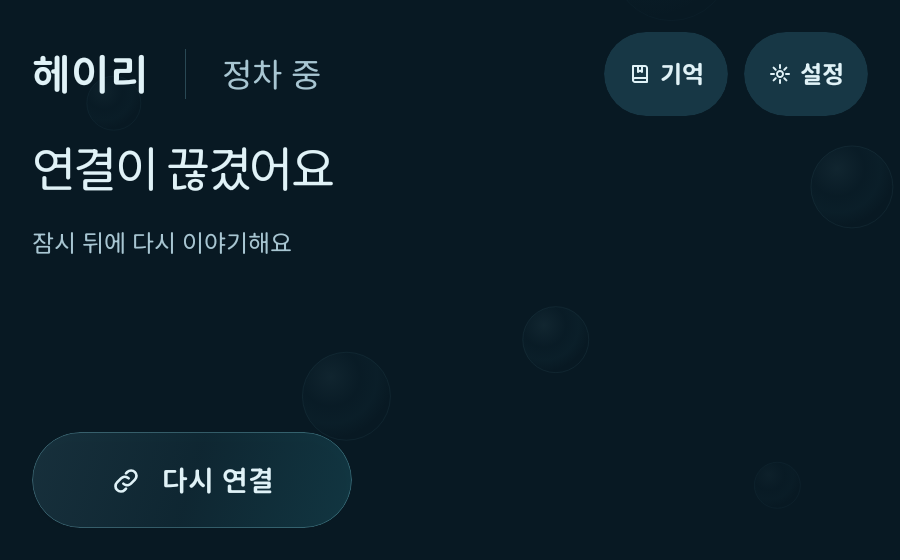 헤이리
정차 중
기억
설정
연결이 끊겼어요
잠시 뒤에 다시 이야기해요
다시 연결